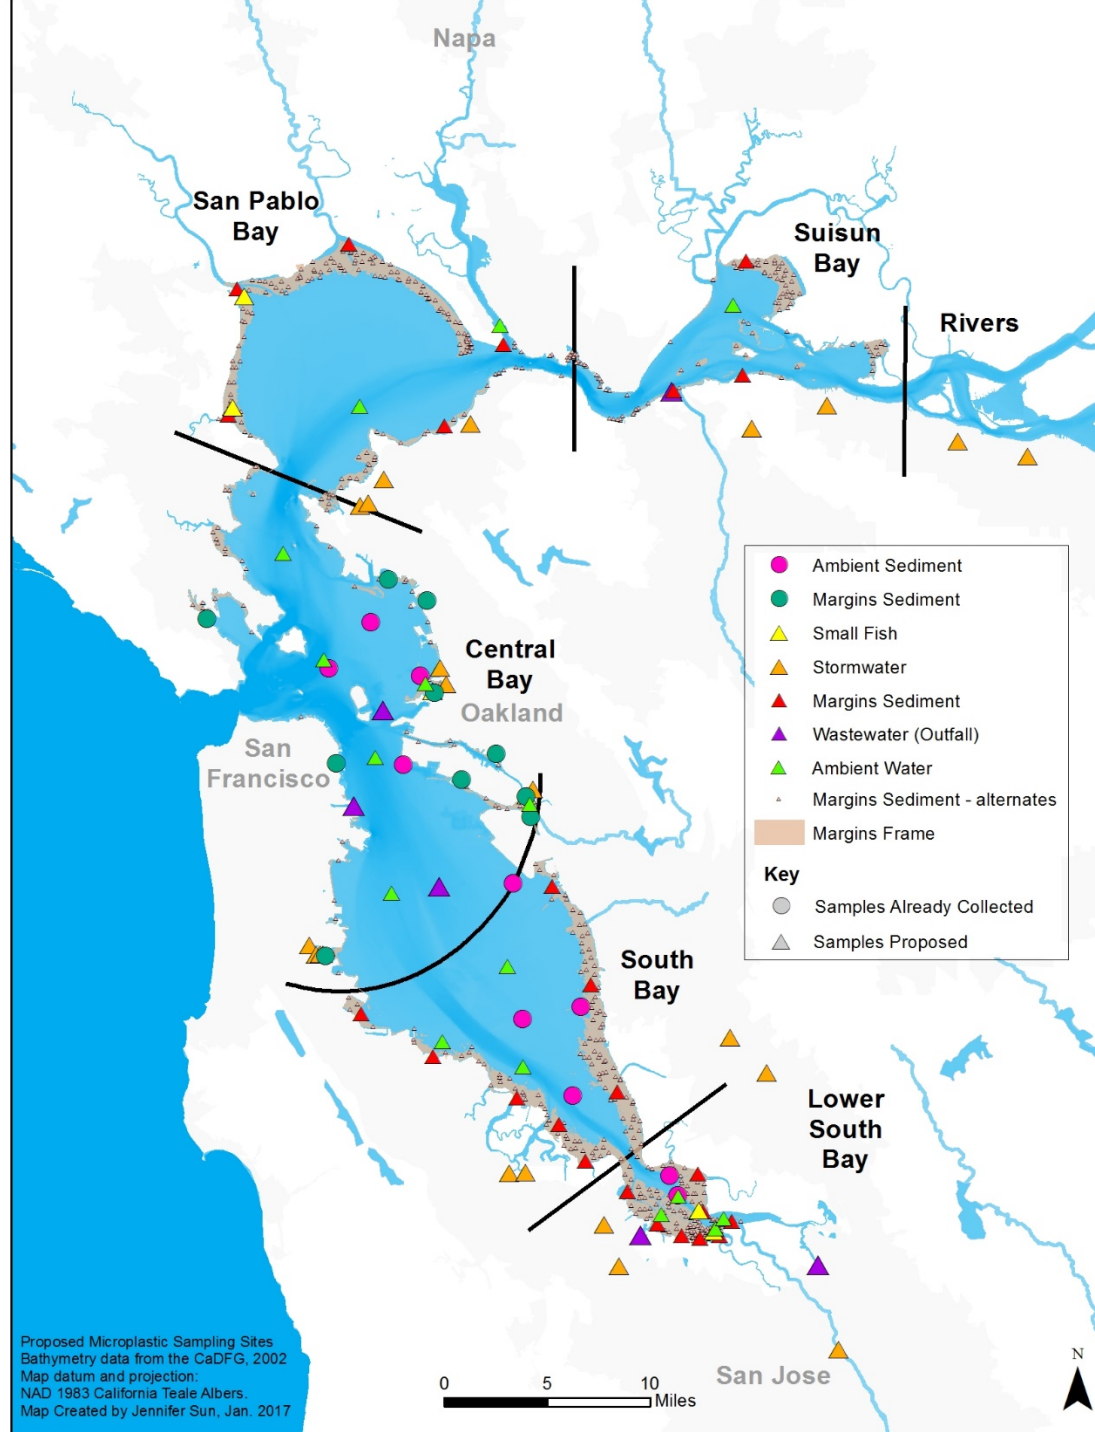 Napa
San Pablo
Bay
Suisun
Bay
Rivers
Ambient Sediment
Margins Sediment
Small Fish
Stormwater
Margins Sediment
Wastewater (Outfall)
Ambient Water
Margins Sediment - alternates
Margins Frame
Key
Samples Already Collected
Samples Proposed
Central
Bay
Oakland
San
Francisco
South
Bay
Lower
South
Bay
San Jose
Proposed Microplastic Sampling Sites
Bathymetry data from the CaDFG, 2002
Map datum and projection:
NAD 1983 California Teale Albers.
Map Created by Jennifer Sun, Jan. 2017
0 5 10
Miles
N